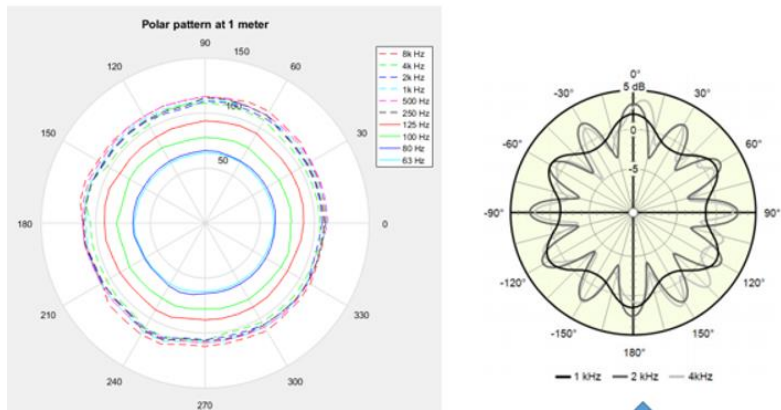 Polar pattern at 1 meter
90
150
60
100
150
30
50
180
0
210
330
240
300
270
8k Hz
4k Hz
2k Hz
1k Hz
500 Hz
250 Hz
125 Hz
100 Hz
80 Hz
63 Hz
0°
5 dB
-30°
30°
0
-60°
60°
-5
-90°
90°
-120°
120°
-150°
150°
180°
1 kHz 2 kHz 4kHz